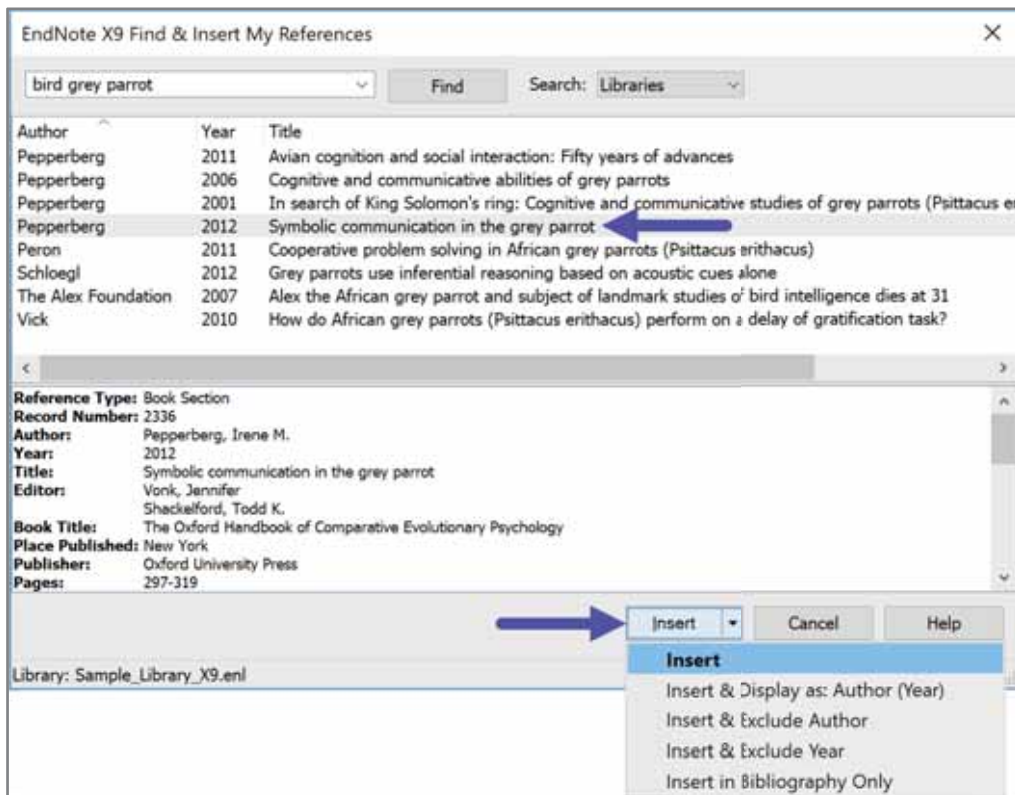 EndNote X9 Find & Insert My References
bird grey parrot Find Search: Libraries
Author Year Title
Pepperberg 2011 Avian cognition and social interaction: Fifty years of advances
Pepperberg 2006 Cognitive and communicative abilities of grey parrots
Pepperberg 2001 In search of King Solomon's ring: Cognitive and communicative studies of grey parrots (Psittacus er
Pepperberg 2012 Symbolic communication in the grey parrot
Peron 2011 Cooperative problem solving in African grey parrots (Psittacus erithacus)
Schloegl 2012 Grey parrots use inferential reasoning based on acoustic cues alone
The Alex Foundation 2007 Alex the African grey parrot and subject of landmark studies of bird intelligence dies at 31
Vick 2010 How do African grey parrots (Psittacus erithacus) perform on a delay of gratification task?
Reference Type: Book Section
Record Number: 2336
Author: Pepperberg, Irene M.
Year: 2012
Title: Symbolic communication in the grey parrot
Editor: Vonk, Jennifer
Shackelford, Todd K.
Book Title: The Oxford Handbook of Comparative Evolutionary Psychology
Place Published: New York
Publisher: Oxford University Press
Pages: 297-319
Insert Cancel Help
Library: Sample_Library_X9.enl
Insert
Insert & Display as: Author (Year)
Insert & Exclude Author
Insert & Exclude Year
Insert in Bibliography Only